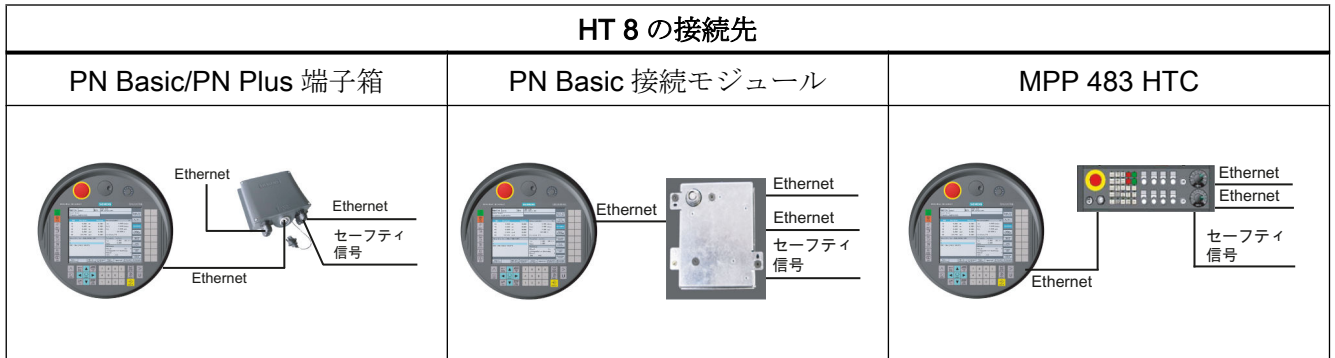 HT 8 の接続先
PN Basic/PN Plus 端子箱
PN Basic 接続モジュール
MPP 483 HTC
Ethernet
Ethernet
セーフティ
信号
Ethernet
Ethernet
Ethernet
Ethernet
セーフティ
信号
Ethernet
Ethernet
セーフティ
信号
Ethernet